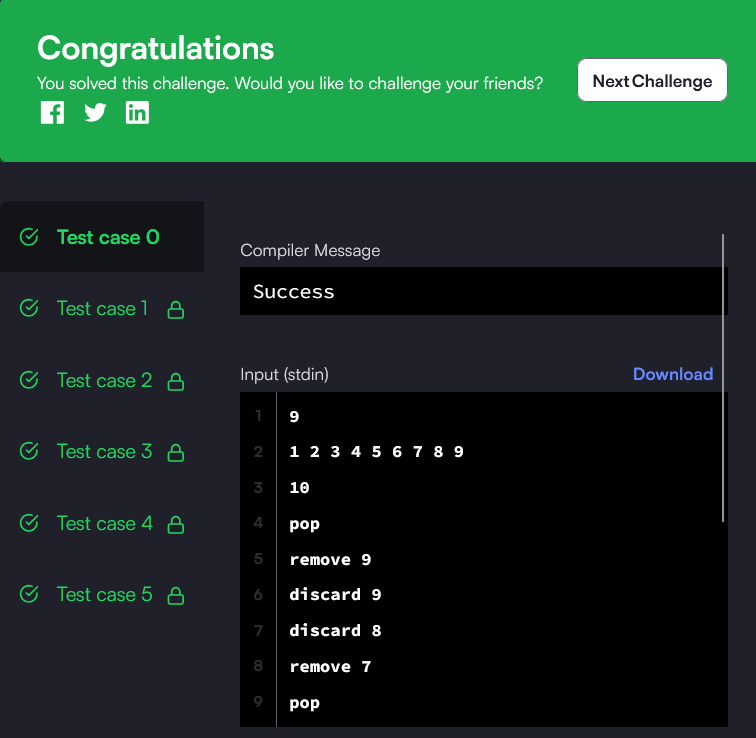 Congratulations
You solved this challenge. Would you like to challenge your friends?
Next Challenge
Test case 0
Test case 1
Test case 2
Test case 3
Test case 4
Test case 5
Compiler Message
Success
Input (stdin)
Download
1 9
2 1 2 3 4 5 6 7 8 9
3 10
4 pop
5 remove 9
6 discard 9
7 discard 8
8 remove 7
9 pop